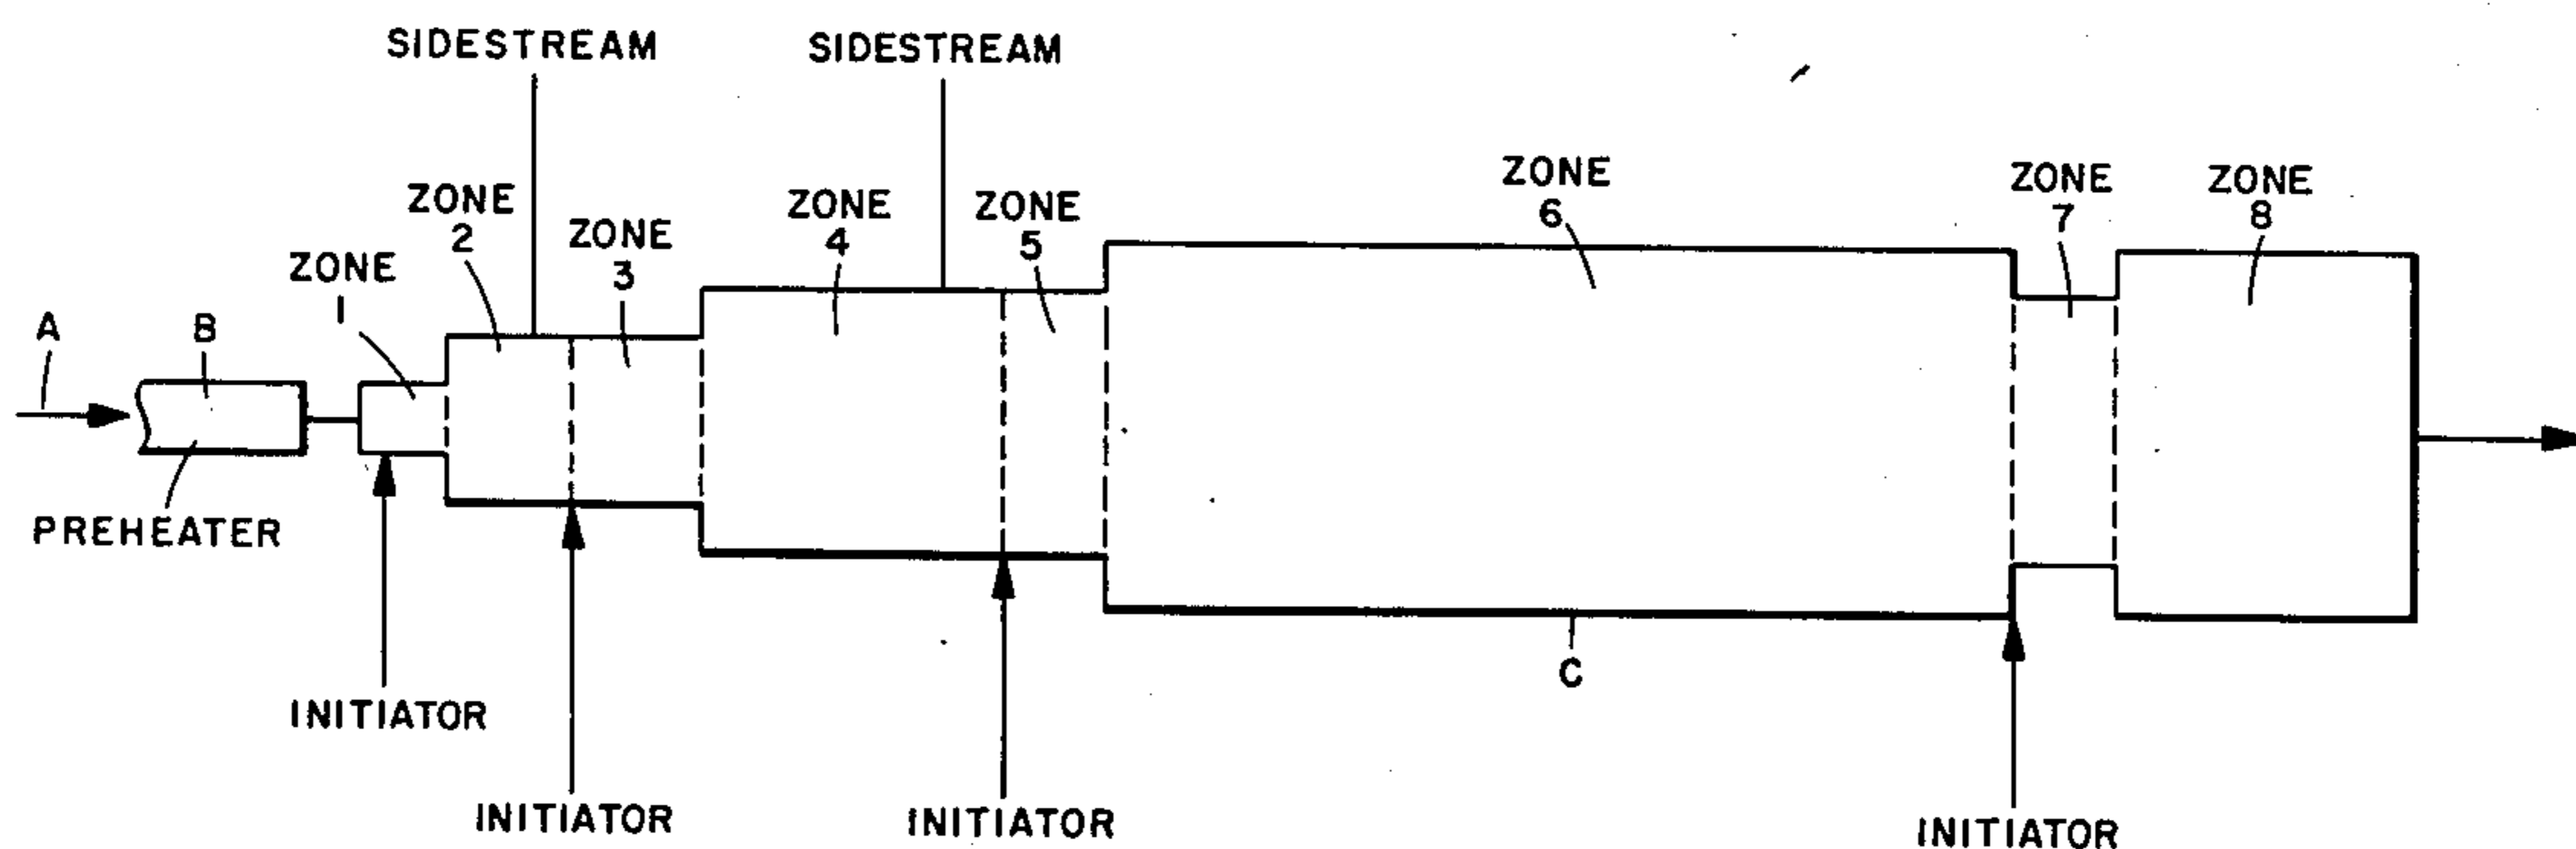 SIDESTREAM
SIDESTREAM
ZONE
6
ZONE
7
ZONE
8
ZONE
2
ZONE
3
ZONE
4
ZONE
5
ZONE
1
A
B
PREHEATER
C
INITIATOR
INITIATOR
INITIATOR
INITIATOR